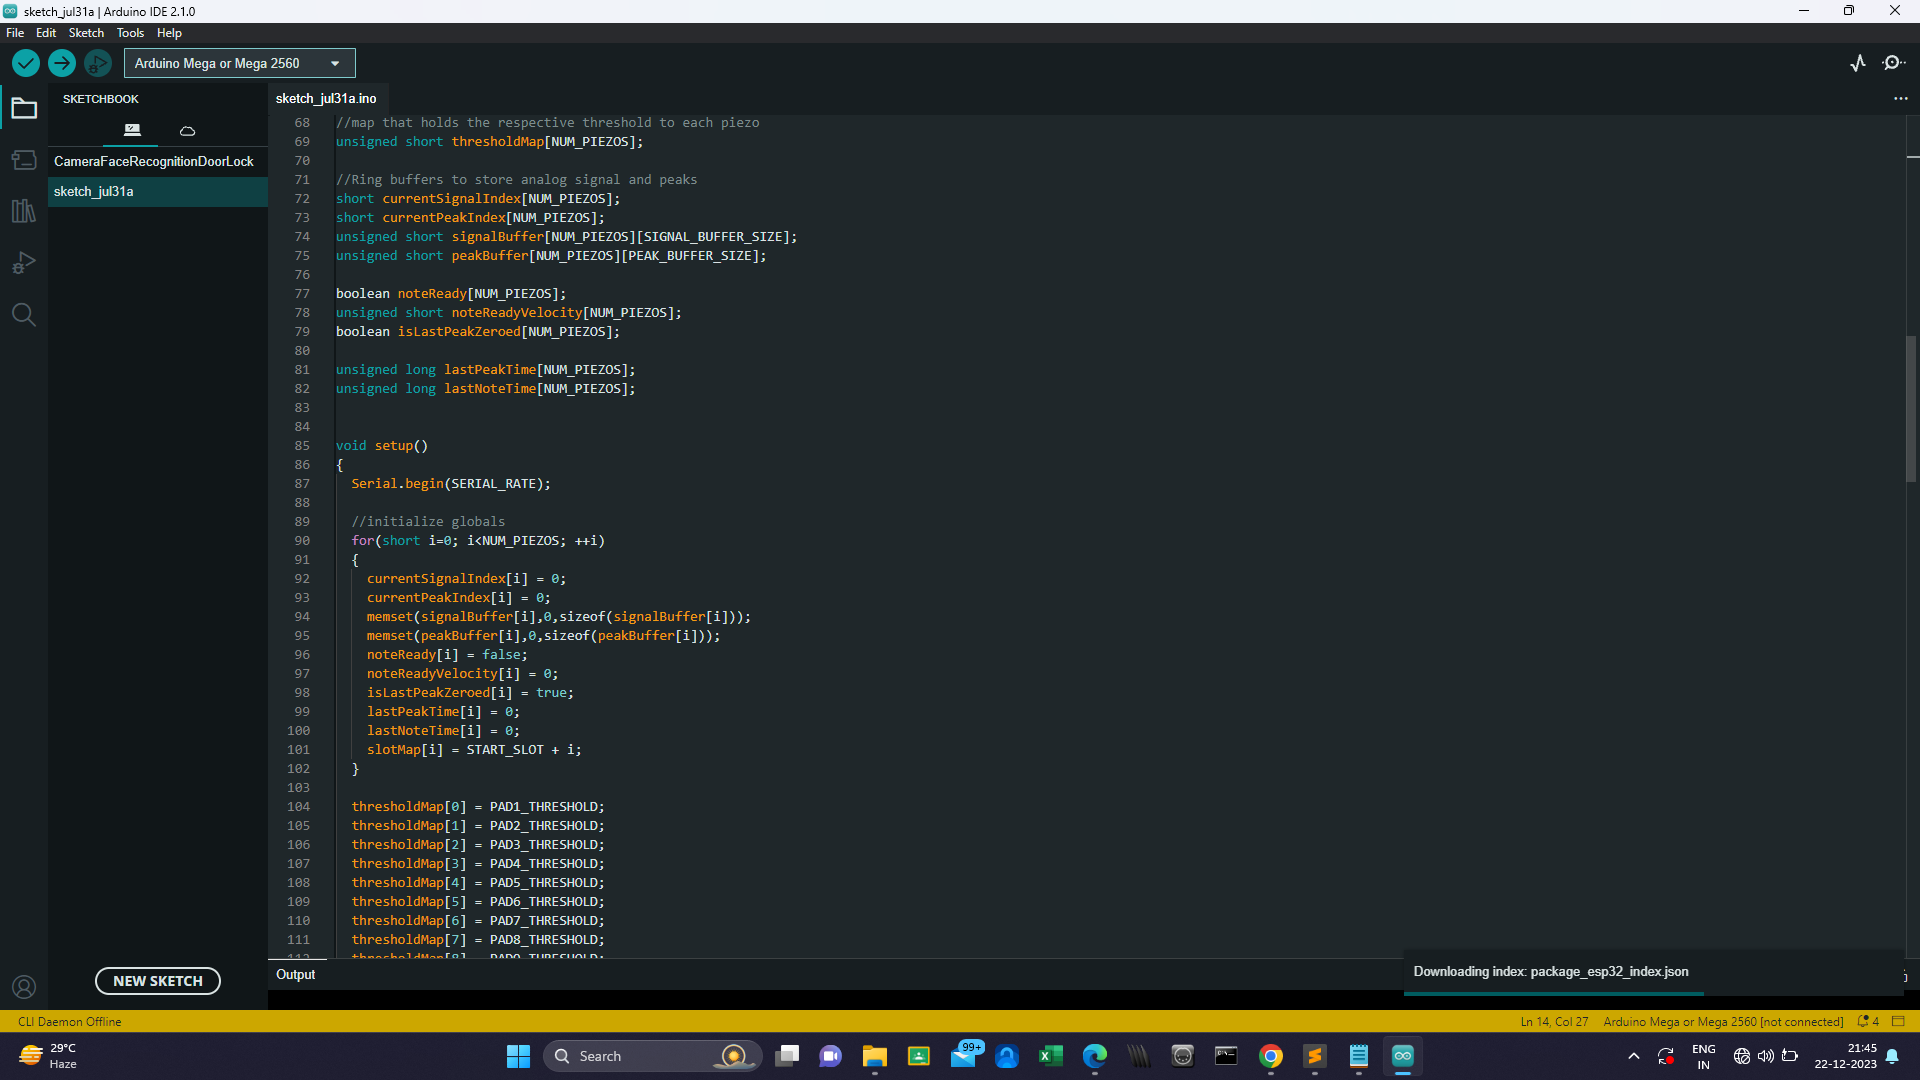 sketch_jul31a | Arduino IDE 2.1.0
File Edit Sketch Tools Help
Arduino Mega or Mega 2560
SKETCHBOOK
CameraFaceRecognitionDoorLock
sketch_jul31a
NEW SKETCH
sketch_jul31a.ino
68 //map that holds the respective threshold to each piezo
69 unsigned short thresholdMap[NUM_PIEZOS];
70
71 //Ring buffers to store analog signal and peaks
72 short currentSignalIndex[NUM_PIEZOS];
73 short currentPeakIndex[NUM_PIEZOS];
74 unsigned short signalBuffer[NUM_PIEZOS][SIGNAL_BUFFER_SIZE];
75 unsigned short peakBuffer[NUM_PIEZOS][PEAK_BUFFER_SIZE];
76
77 boolean noteReady[NUM_PIEZOS];
78 unsigned short noteReadyVelocity[NUM_PIEZOS];
79 boolean isLastPeakZeroed[NUM_PIEZOS];
80
81 unsigned long lastPeakTime[NUM_PIEZOS];
82 unsigned long lastNoteTime[NUM_PIEZOS];
83
84
85 void setup()
86 {
87 Serial.begin(SERIAL_RATE);
88
89 //initialize globals
90 for(short i=0; i<NUM_PIEZOS; ++i)
91 {
92 currentSignalIndex[i] = 0;
93 currentPeakIndex[i] = 0;
94 memset(signalBuffer[i],0,sizeof(signalBuffer[i]));
95 memset(peakBuffer[i],0,sizeof(peakBuffer[i]));
96 noteReady[i] = false;
97 noteReadyVelocity[i] = 0;
98 isLastPeakZeroed[i] = true;
99 lastPeakTime[i] = 0;
100 lastNoteTime[i] = 0;
101 slotMap[i] = START_SLOT + i;
102 }
103
104 thresholdMap[0] = PAD1_THRESHOLD;
105 thresholdMap[1] = PAD2_THRESHOLD;
106 thresholdMap[2] = PAD3_THRESHOLD;
107 thresholdMap[3] = PAD4_THRESHOLD;
108 thresholdMap[4] = PAD5_THRESHOLD;
109 thresholdMap[5] = PAD6_THRESHOLD;
110 thresholdMap[6] = PAD7_THRESHOLD;
111 thresholdMap[7] = PAD8_THRESHOLD;
112 thresholdMap[8] = PAD9_THRESHOLD;
Output
Downloading index: package_esp32_index.json
CLI Daemon Offline
Ln 14, Col 27 Arduino Mega or Mega 2560 [not connected] 4
29°C
Haze
Search
99+
ENG
IN
21:45
22-12-2023